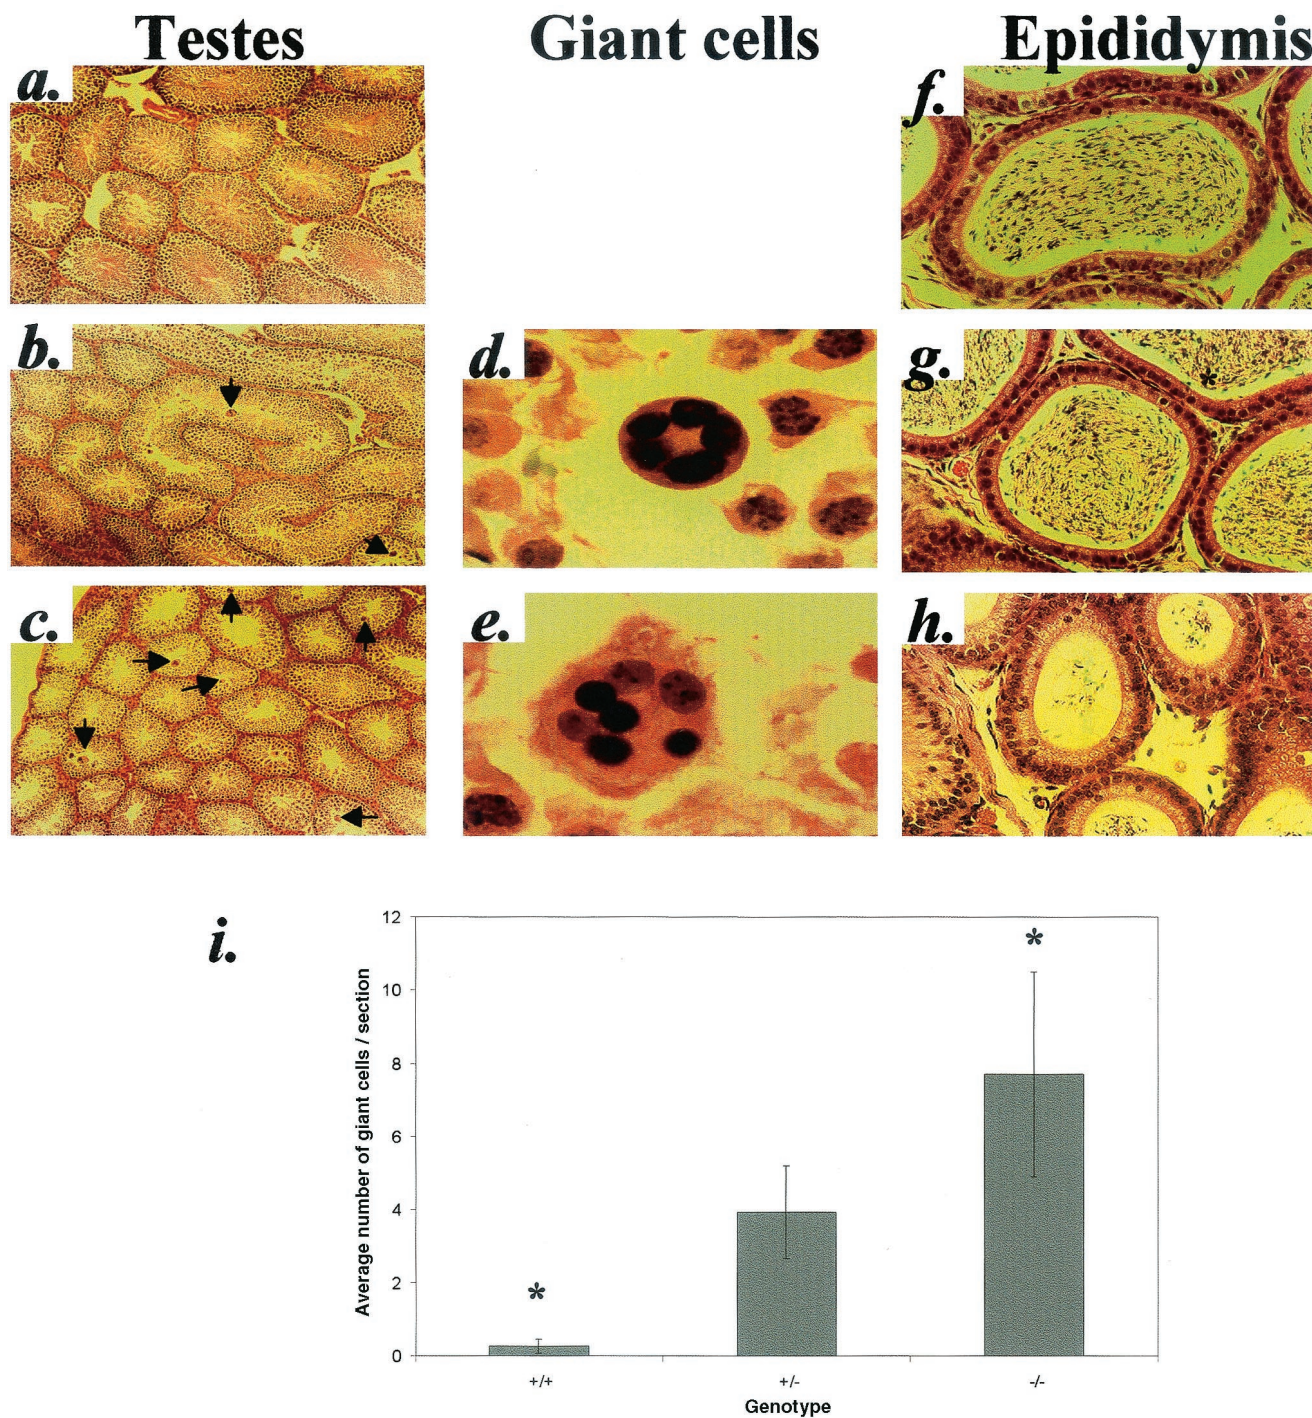 Testes Giant cells Epididymis
a. f.
b. d. g.
*
c. e. h.
i.
12
*
10
8
6
4
2
*
0
Average number of giant cells / section
+/+ +/- -/-
Genotype